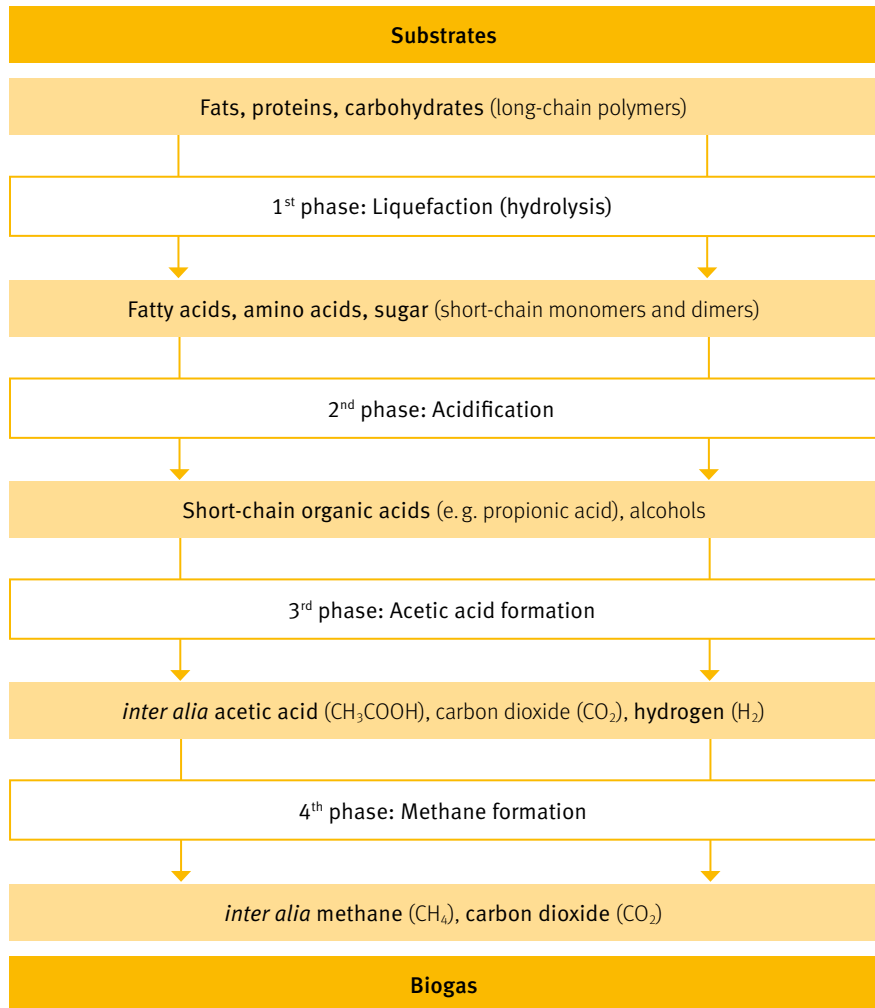 Substrates
Fats, proteins, carbohydrates (long-chain polymers)
1st phase: Liquefaction (hydrolysis)
Fatty acids, amino acids, sugar (short-chain monomers and dimers)
2nd phase: Acidification
Short-chain organic acids (e. g. propionic acid), alcohols
3rd phase: Acetic acid formation
inter alia acetic acid (CH₃COOH), carbon dioxide (CO₂), hydrogen (H₂)
4th phase: Methane formation
inter alia methane (CH₄), carbon dioxide (CO₂)
Biogas